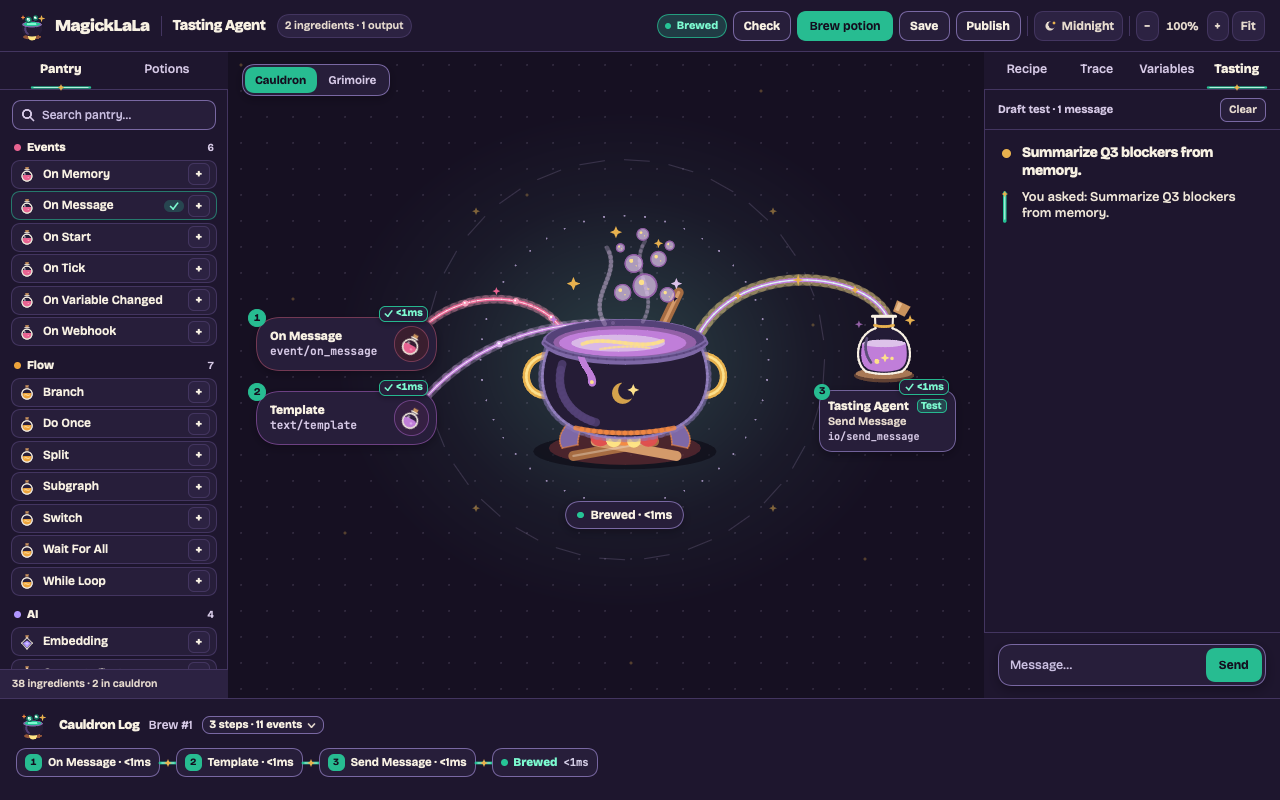 MagickLaLa
Tasting Agent
2 ingredients · 1 output
Brewed
Check
Brew potion
Save
Publish
Midnight
−
100%
+
Fit
Pantry
Potions
Search pantry...
Events
6
On Memory
+
On Message
+
On Start
+
On Tick
+
On Variable Changed
+
On Webhook
+
Flow
7
Branch
+
Do Once
+
Split
+
Subgraph
+
Switch
+
Wait For All
+
While Loop
+
AI
4
Embedding
+
38 ingredients · 2 in cauldron
Cauldron
Grimoire
1
<1ms
On Message
event/on_message
2
<1ms
Template
text/template
Brewed · <1ms
3
<1ms
Tasting Agent
Test
Send Message
io/send_message
Recipe
Trace
Variables
Tasting
Draft test · 1 message
Clear
Summarize Q3 blockers from
memory.
You asked: Summarize Q3 blockers
from memory.
Message...
Send
Cauldron Log
Brew #1
3 steps · 11 events
1 On Message · <1ms
2 Template · <1ms
3 Send Message · <1ms
Brewed <1ms